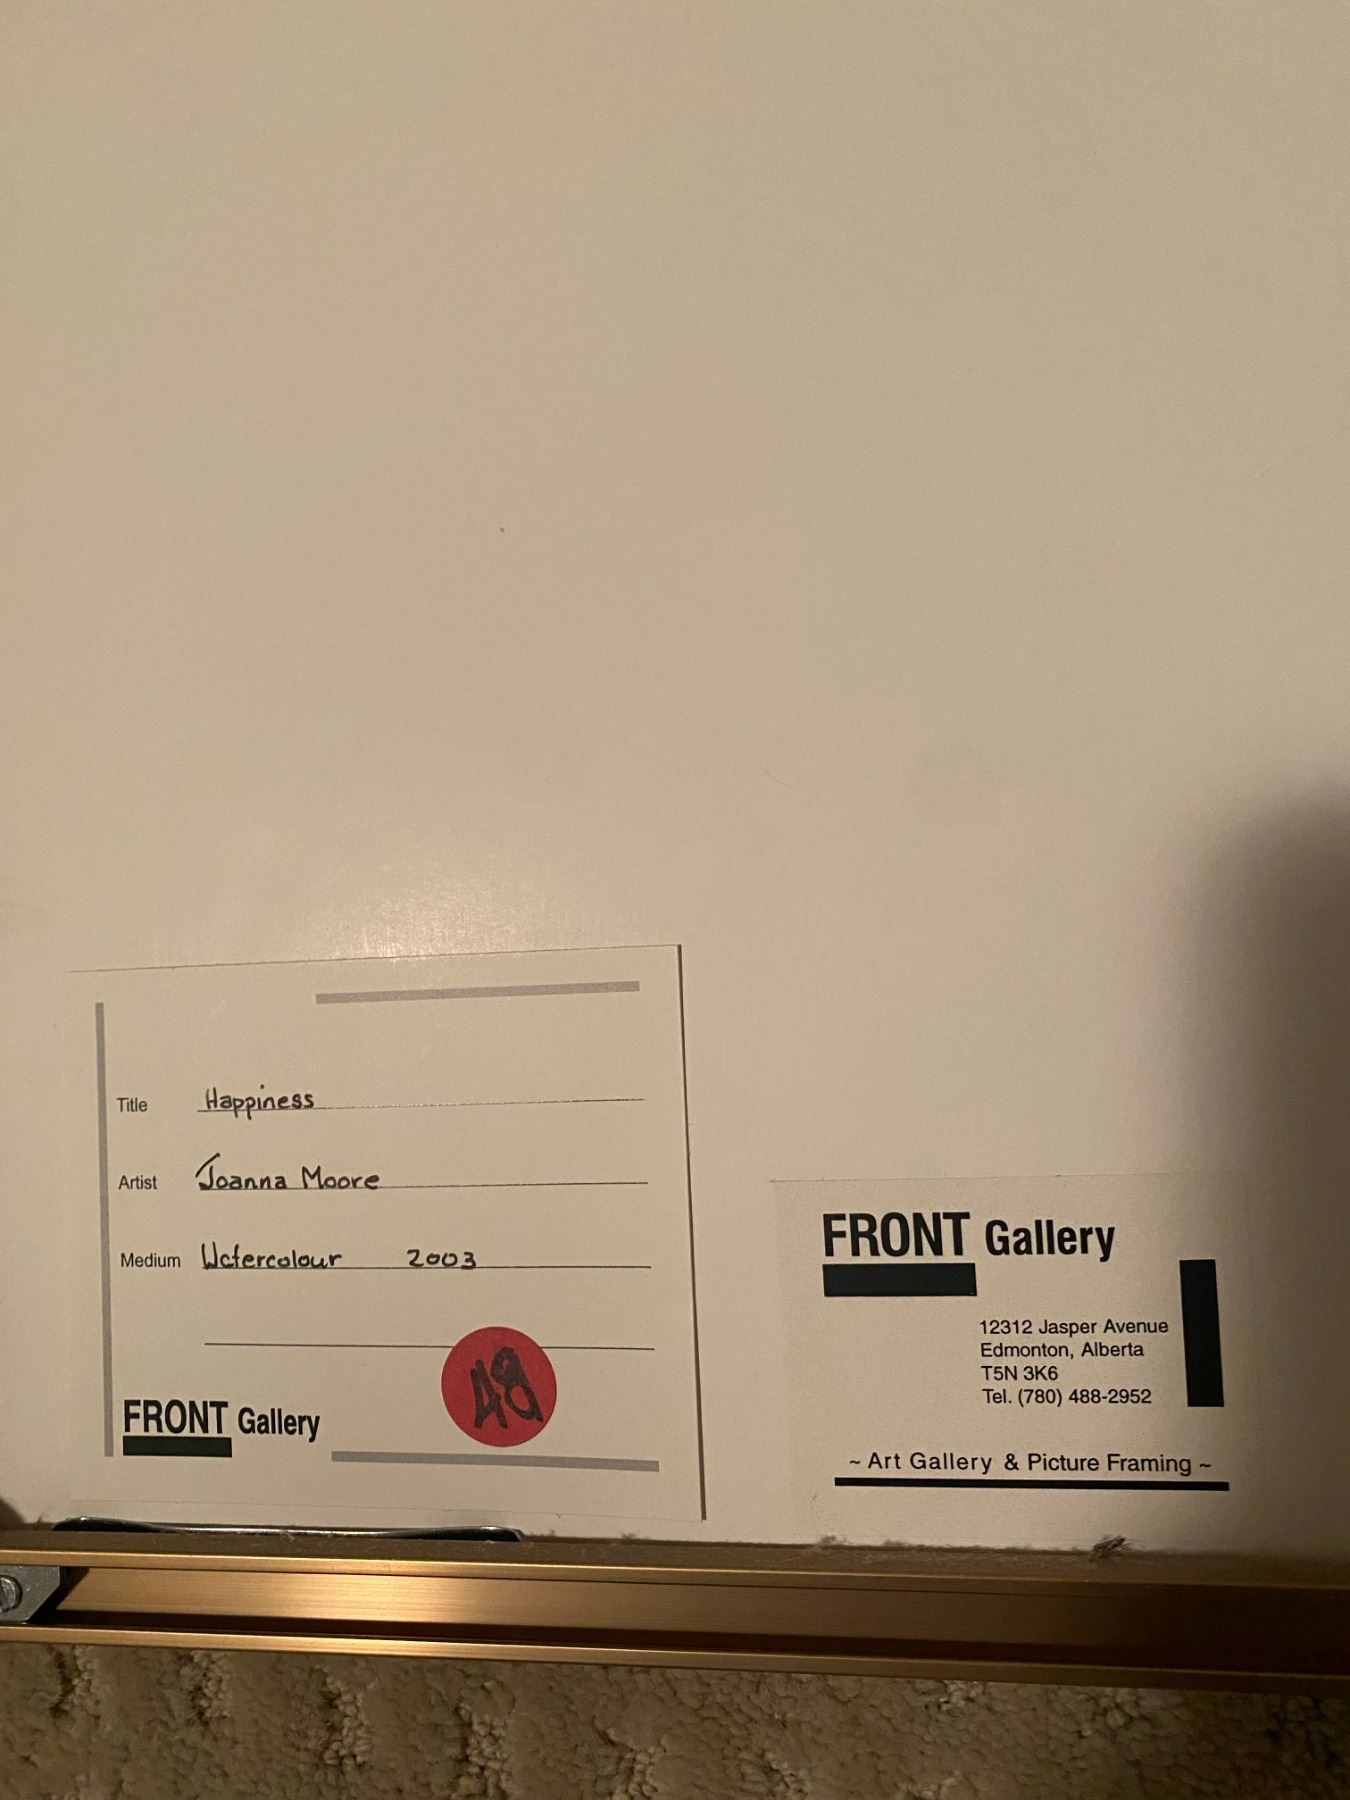 Title Happiness
Artist Joanna Moore
Medium Watercolour 2003
48
FRONT Gallery
FRONT Gallery
12312 Jasper Avenue
Edmonton, Alberta
T5N 3K6
Tel. (780) 488-2952
~ Art Gallery & Picture Framing ~